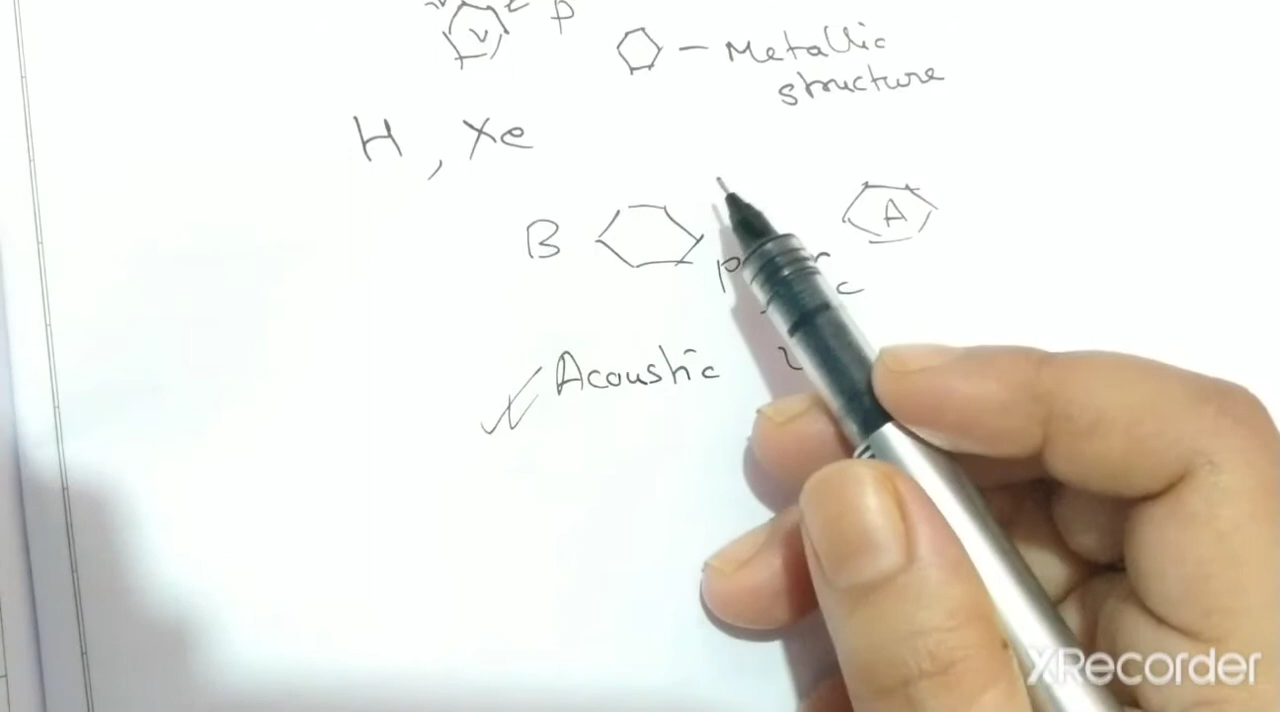 V P
– Metallic
structure
H, Xe
B
A
c
Acoustic
XRecorder